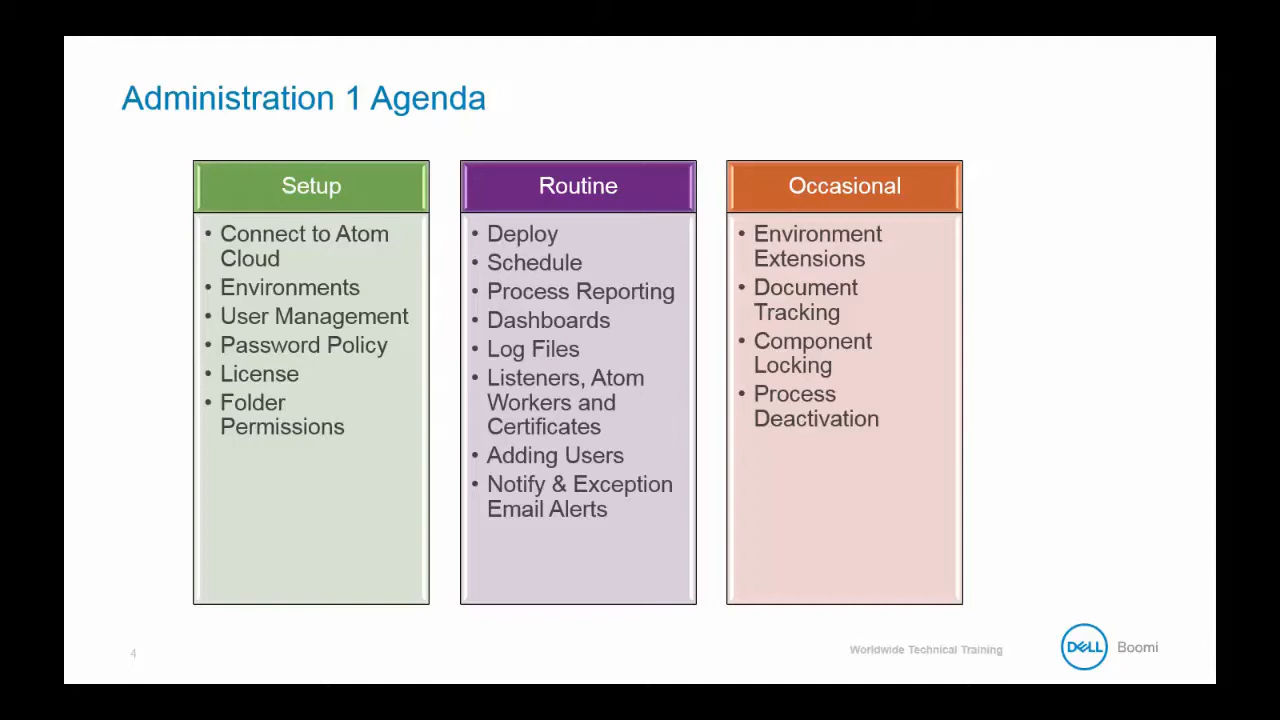 Administration 1 Agenda
Setup
• Connect to Atom
Cloud
• Environments
• User Management
• Password Policy
• License
• Folder
Permissions
Routine
• Deploy
• Schedule
• Process Reporting
• Dashboards
• Log Files
• Listeners, Atom
Workers and
Certificates
• Adding Users
• Notify & Exception
Email Alerts
Occasional
• Environment
Extensions
• Document
Tracking
• Component
Locking
• Process
Deactivation
4
Worldwide Technical Training
DELL
Boomi